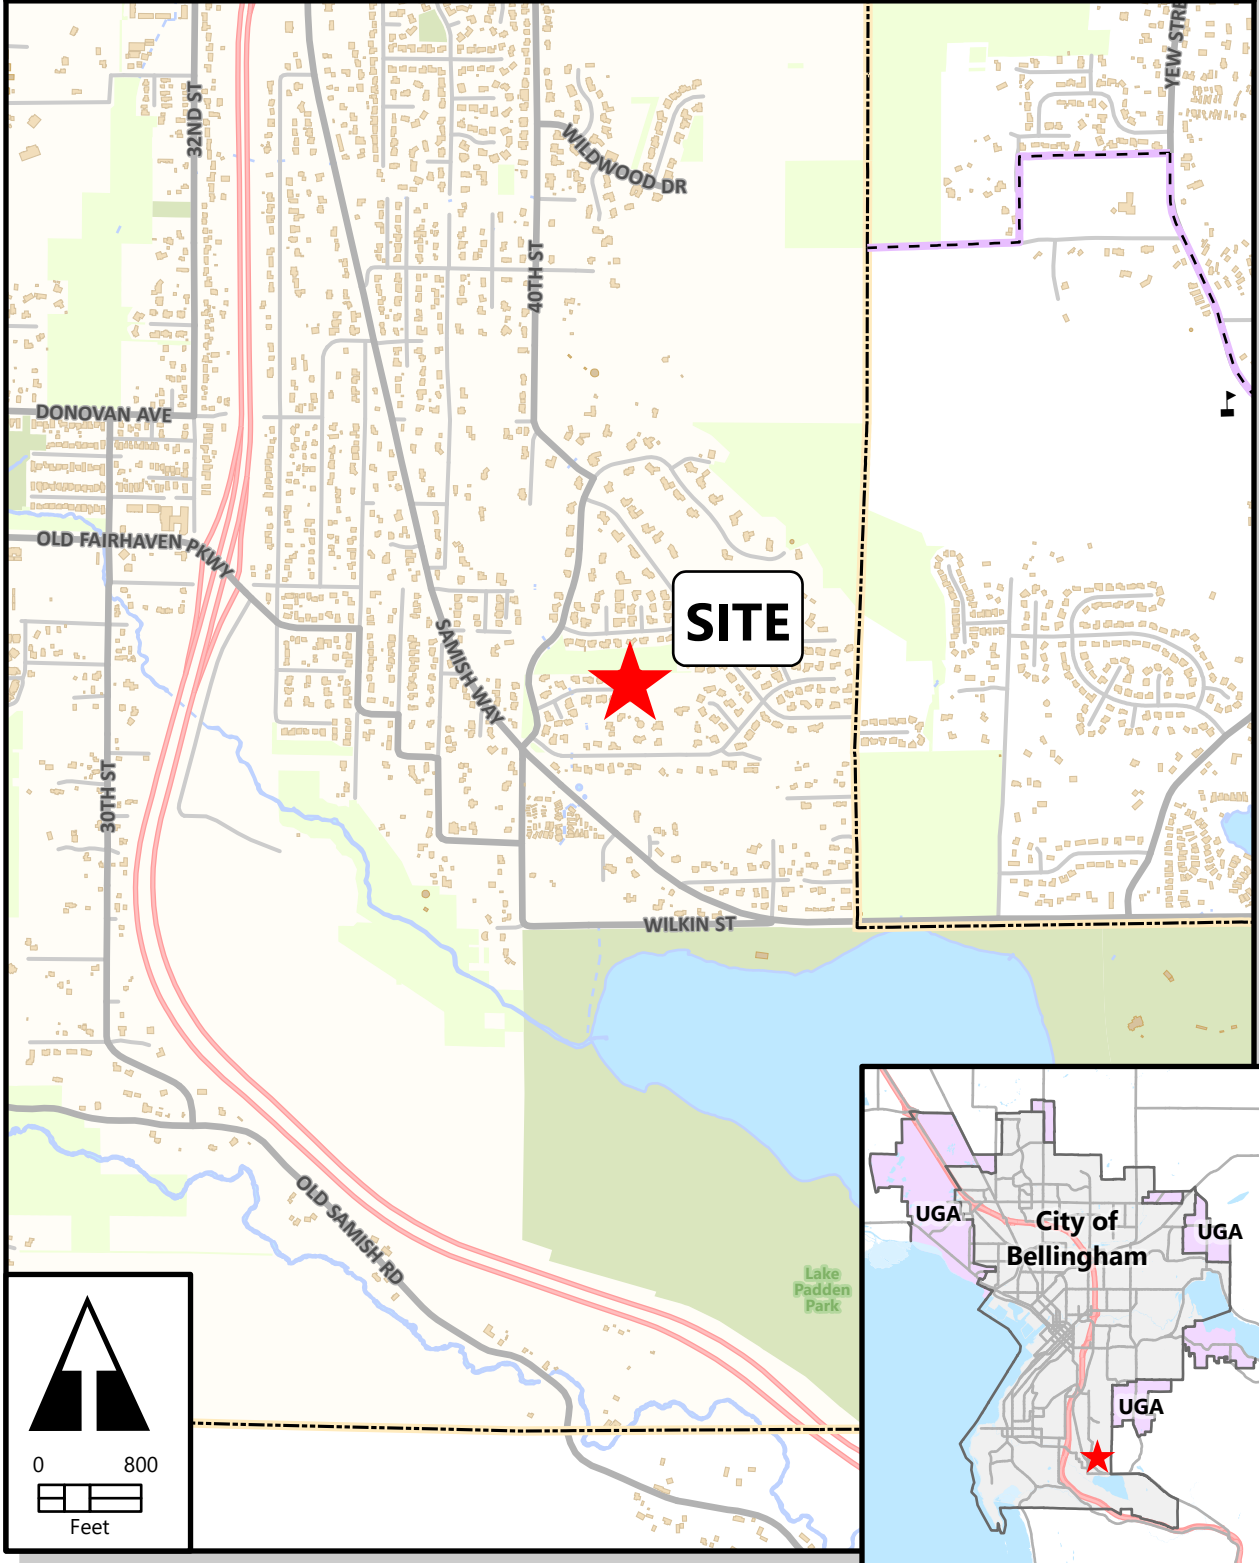 YEW STRE
32ND ST
WILDWOOD DR
40TH ST
DONOVAN AVE
OLD FAIRHAVEN PKWY
SITE
SAMISH WAY
30TH ST
WILKIN ST
OLD SAMISH RD
Lake
Padden
Park
UGA
City of
Bellingham
UGA
UGA
0 800
Feet